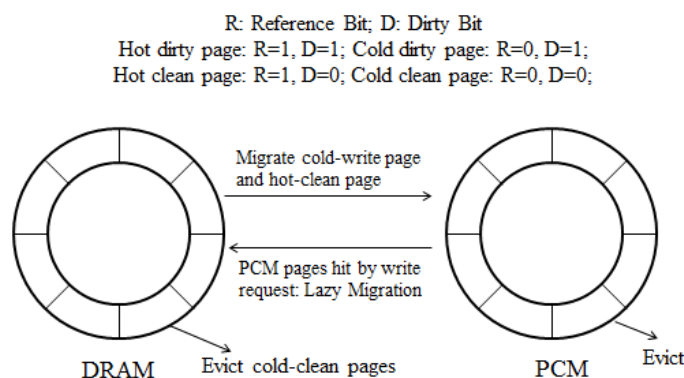 R: Reference Bit; D: Dirty Bit
Hot dirty page: R=1, D=1; Cold dirty page: R=0, D=1;
Hot clean page: R=1, D=0; Cold clean page: R=0, D=0;
Migrate cold-write page
and hot-clean page
PCM pages hit by write
request: Lazy Migration
DRAM
Evict cold-clean pages
PCM
Evict